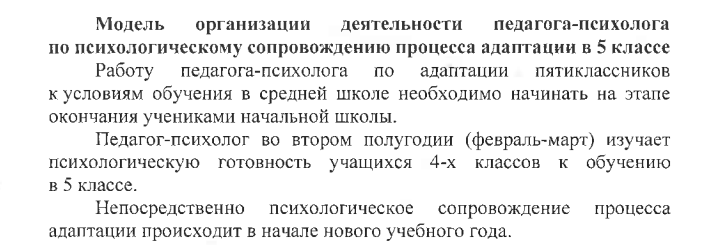 Модель организации деятельности педагога-психолога
по психологическому сопровождению процесса адаптации в 5 классе
Работу педагога-психолога по адаптации пятиклассников
к условиям обучения в средней школе необходимо начинать на этапе
окончания учениками начальной школы.
Педагог-психолог во втором полугодии (февраль-март) изучает
психологическую готовность учащихся 4-х классов к обучению
в 5 классе.
Непосредственно психологическое сопровождение процесса
адаптации происходит в начале нового учебного года.